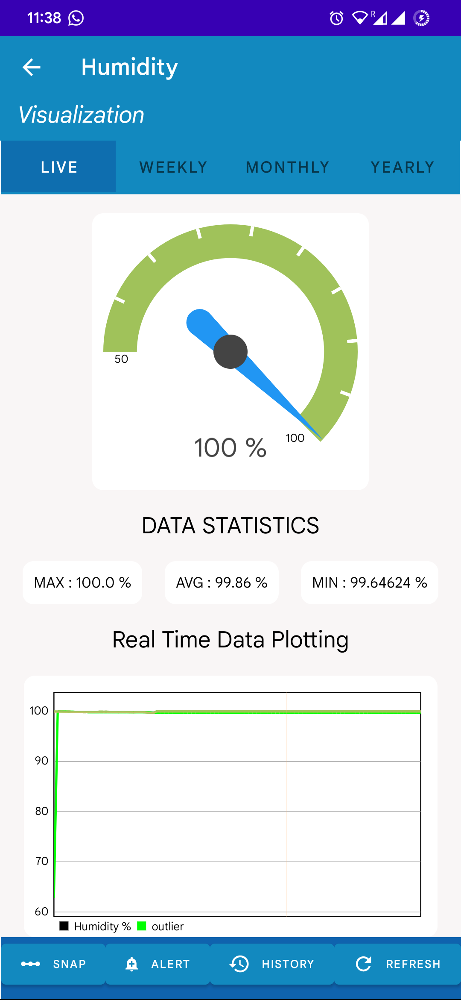 11:38
R
Humidity
Visualization
LIVE WEEKLY MONTHLY YEARLY
50
100
100 %
DATA STATISTICS
MAX : 100.0 % AVG : 99.86 % MIN : 99.64624 %
Real Time Data Plotting
100
90
80
70
60
Humidity % outlier
SNAP ALERT HISTORY REFRESH